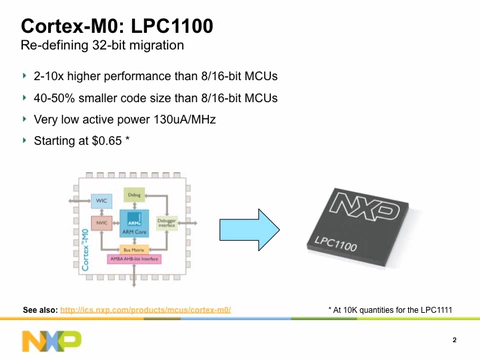 Cortex-M0: LPC1100
Re-defining 32-bit migration
2-10x higher performance than 8/16-bit MCUs
40-50% smaller code size than 8/16-bit MCUs
Very low active power 130uA/MHz
Starting at $0.65 *
Debug
WIC
ARM
NVIC
ARM Core
Debugger Interface
Bus Matrix
AMBA AHB-lite Interface
Cortex-M0
NXP
LPC1100
See also: http://ics.nxp.com/products/mcus/cortex-m0/
* At 10K quantities for the LPC1111
NXP
2